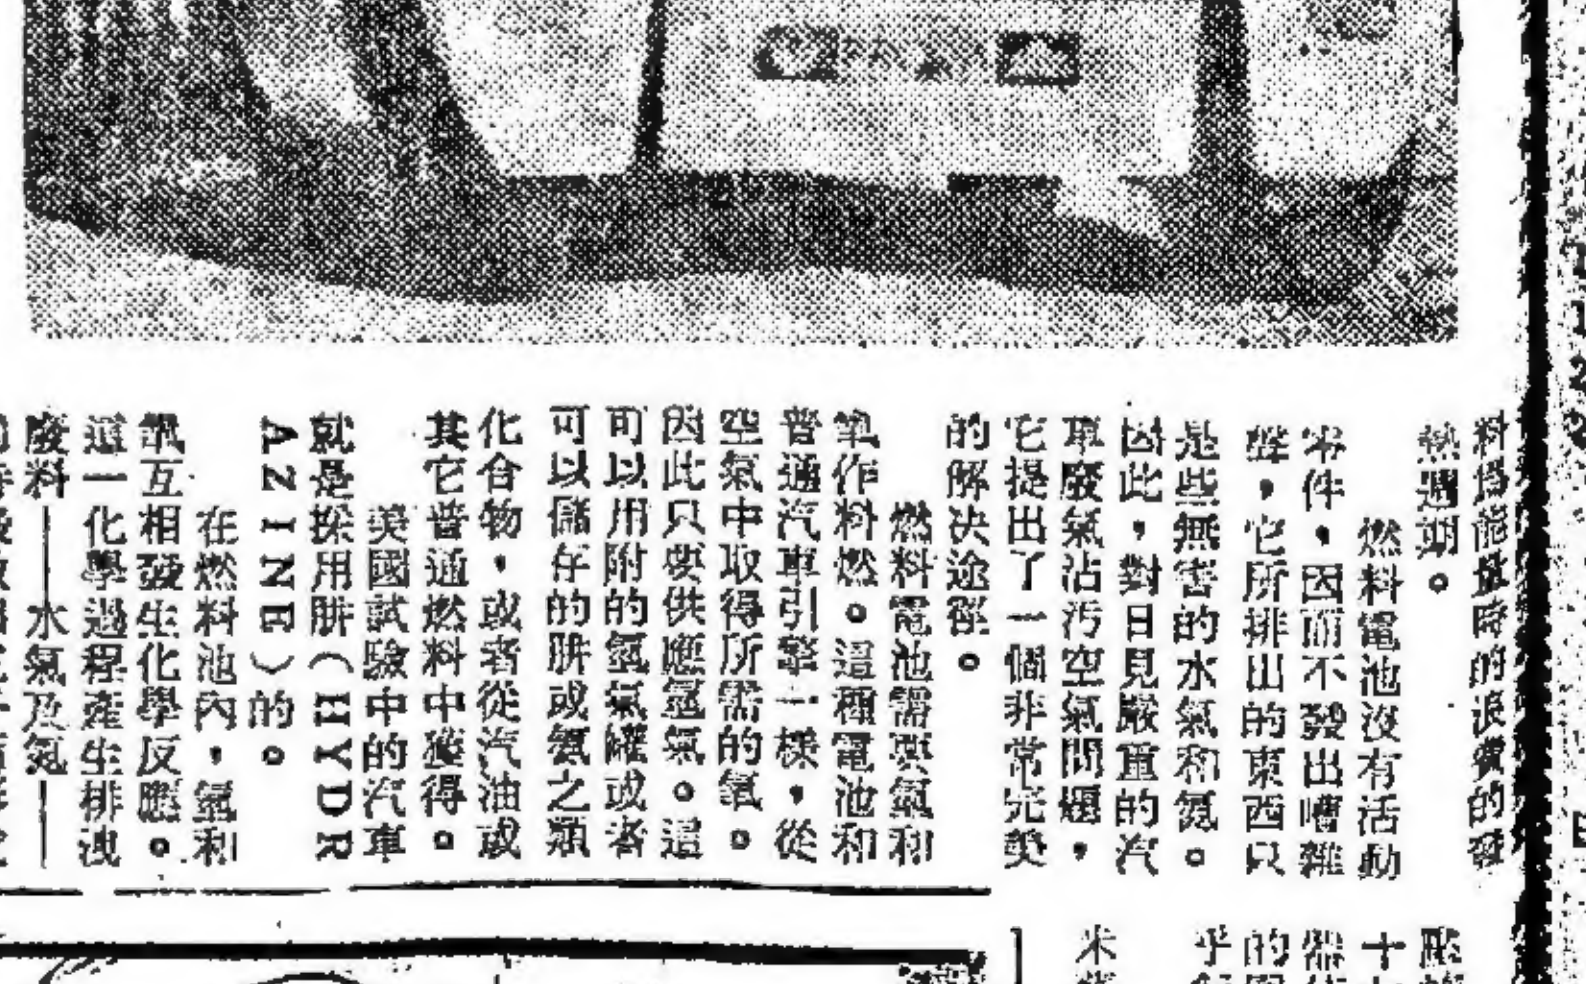 料為能量時的浪費的發
熱週期。
燃料電池沒有活動
零件，因而不發出嘈雜
聲，它所排出的東西只
是些無害的水氣和氮。
因此，對日見嚴重的汽
車廢氣沾污空氣問題，
它提出了一個非常完美
的解決途徑。
燃料電池需要氫和
氧作料燃。這種電池和
普通汽車引擎一樣，從
空氣中取得所需的氧。
因此只要供應氫氣。這
可以用附的氫氣罐或者
可以儲存的肼或氨之類
化合物，或者從汽油或
其它普通燃料中獲得。
美國試驗中的汽車
就是採用肼（HYDR
AZINE）的。
在燃料池內，氫和
氧互相發生化學反應。
這一化學過程產生排洩
廢料——水氣及氮——
十
的
乎
米